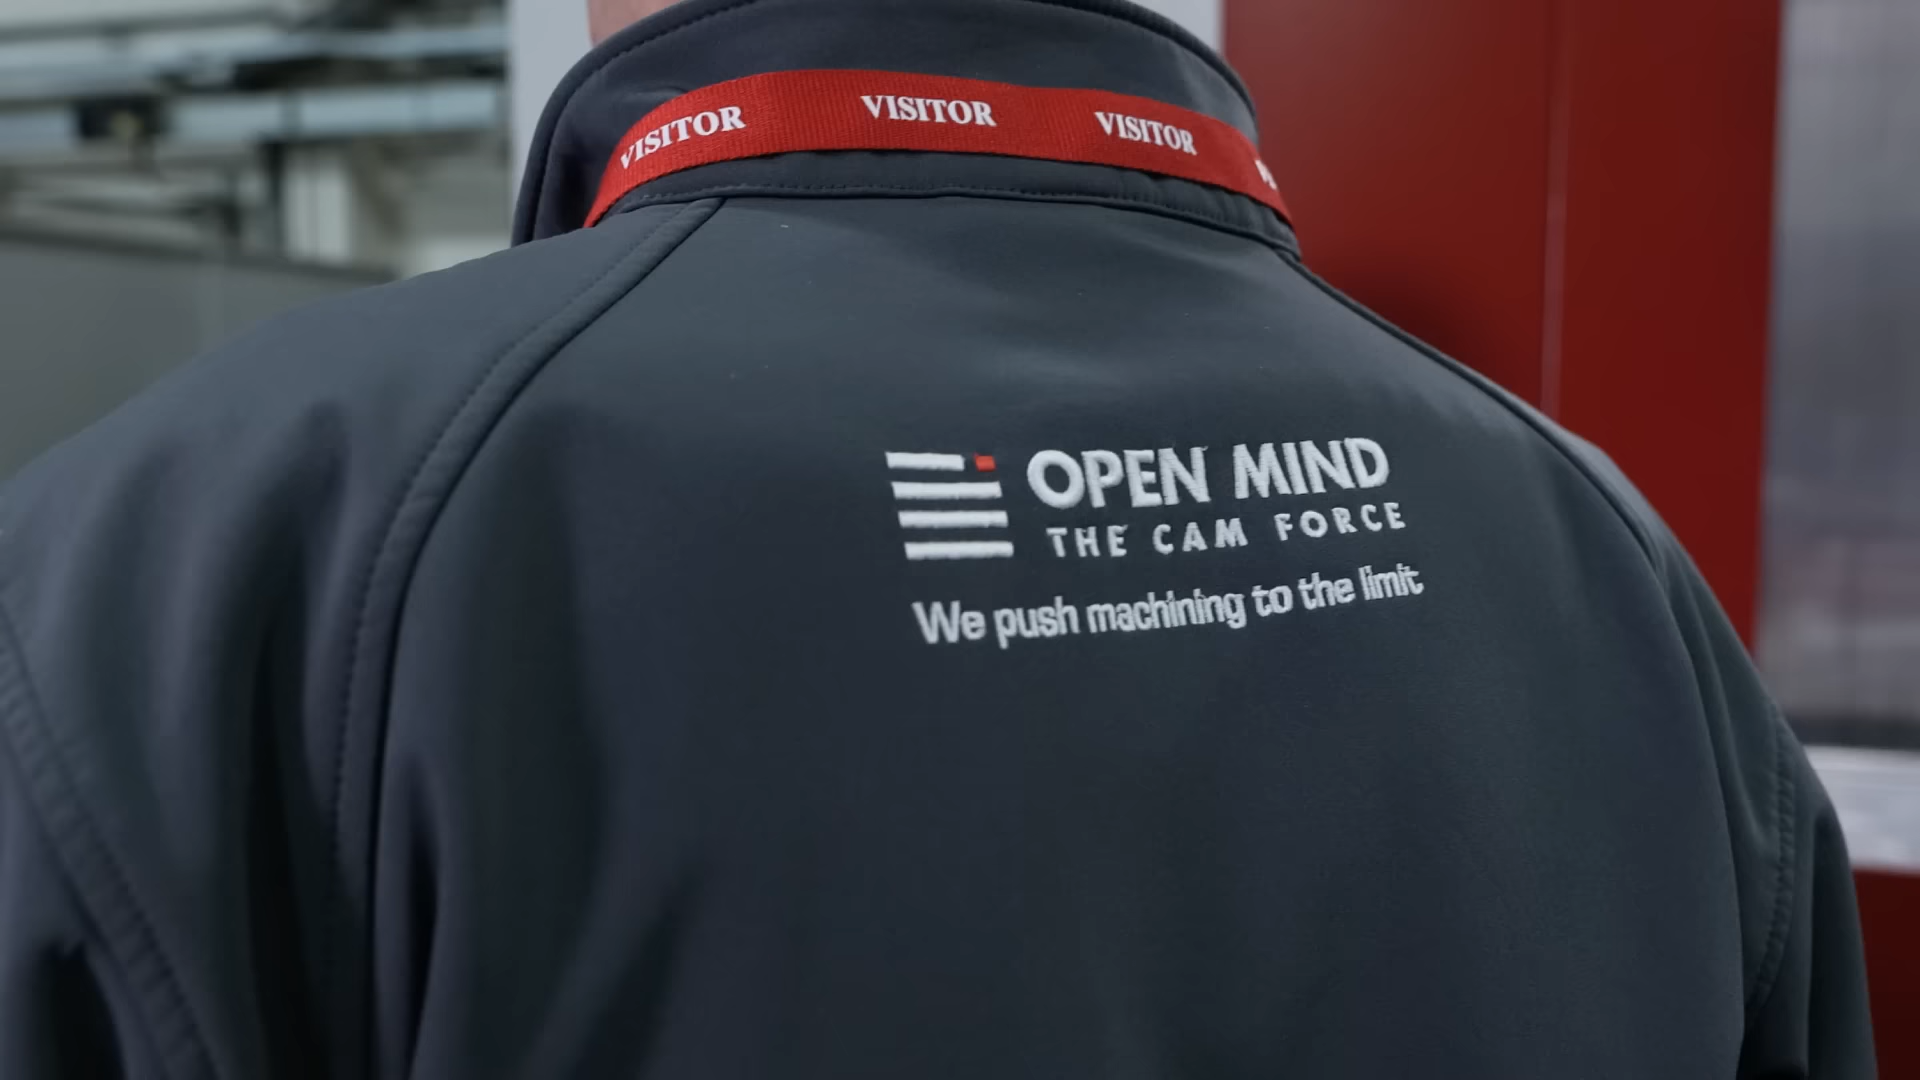 VISITOR VISITOR VISITOR
OPEN MIND
THE CAM FORCE
We push machining to the limit